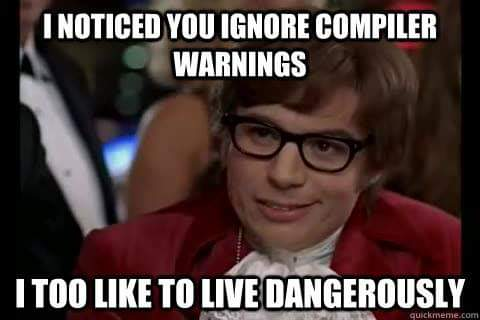 I NOTICED YOU IGNORE COMPILER
WARNINGS
I TOO LIKE TO LIVE DANGEROUSLY
quickmeme.com